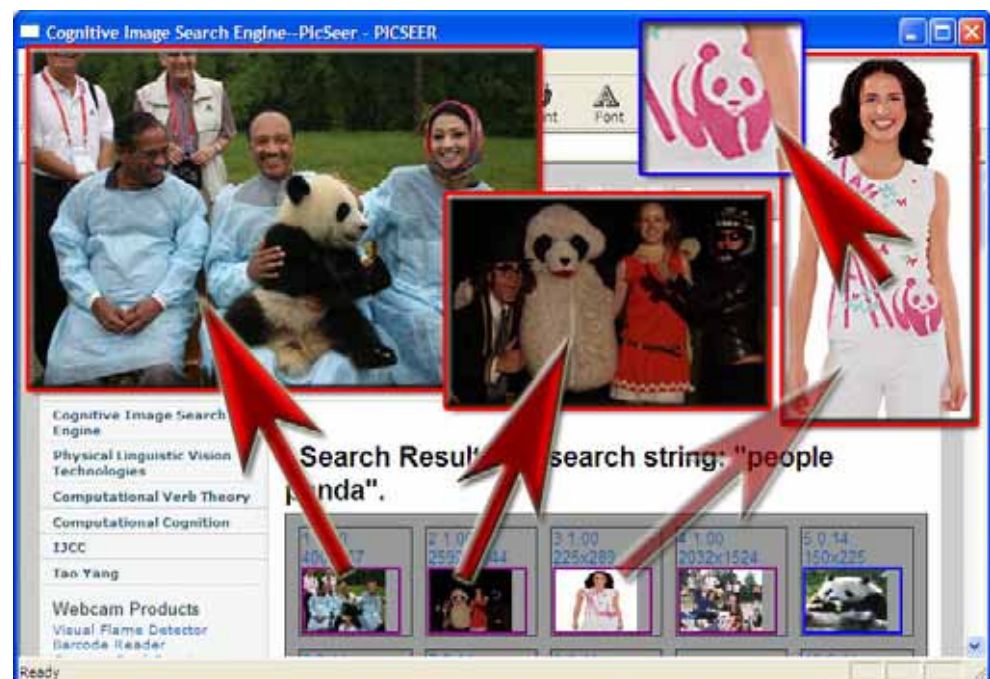 Cognitive Image Search Engine--PicSeer - PICSEER
Font
Cognitive Image Search
Engine
Physical Linguistic Vision
Technologies
Computational Verb Theory
Computational Cognition
IJCC
Tao Yang
Webcam Products
Visual Flame Detector
Barcode Reader
Search search string: "people
panda".
2 1.00
3 1.00
225x289
4 1.00
2032x1524
5 0.14
150x225
Ready